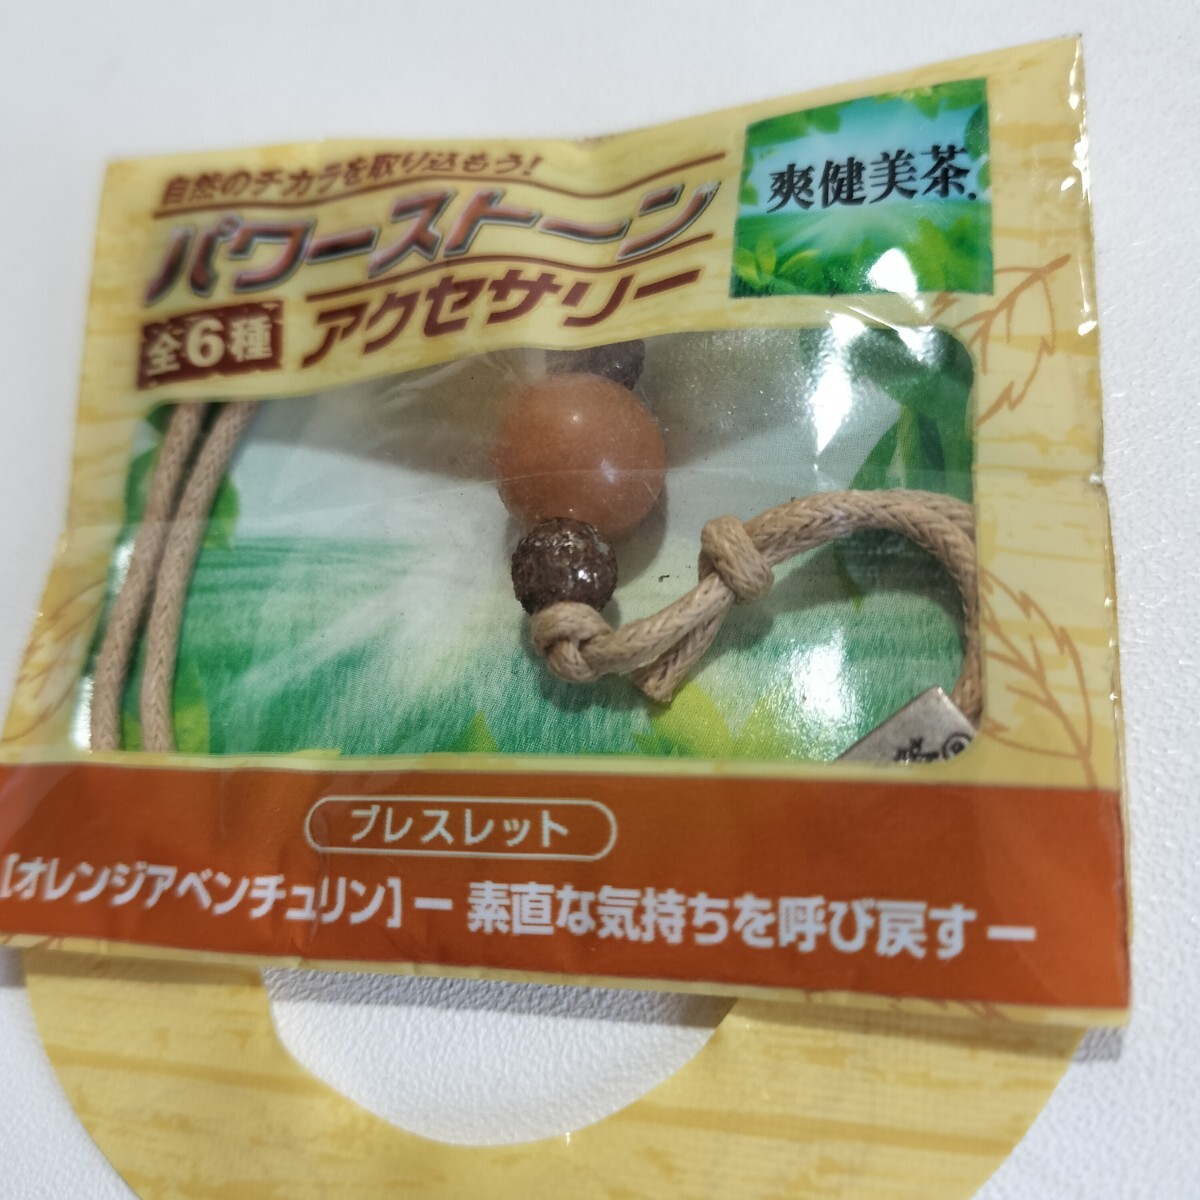 自然のチカラを取り込もう!
パワーストーン
アクセサリー
全6種
爽健美茶.
ブレスレット
[オレンジアベンチュリン]ー 素直な気持ちを呼び戻すー